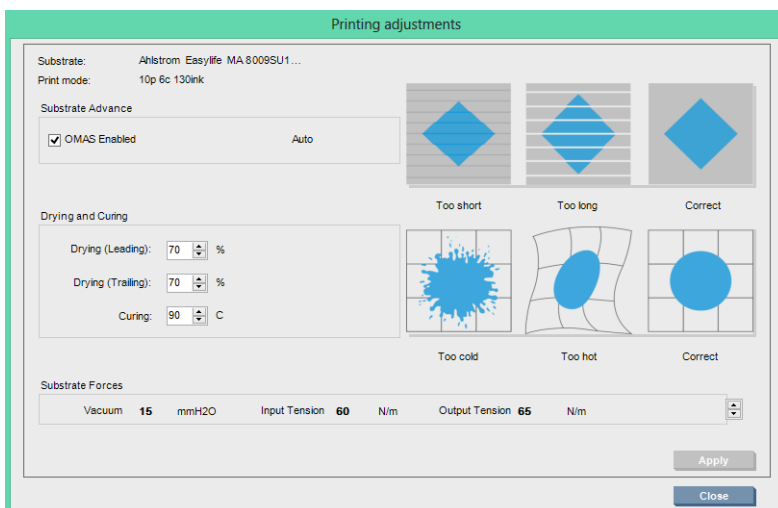 Printing adjustments
Substrate: Ahlstrom Easylife MA 8009SU1...
Print mode: 10p 6c 130ink
Substrate Advance
OMAS Enabled Auto
Too short Too long Correct
Drying and Curing
Drying (Leading): 70 %
Drying (Trailing): 70 %
Curing: 90 C
Too cold Too hot Correct
Substrate Forces
Vacuum 15 mmH2O Input Tension 60 N/m Output Tension 65 N/m
Apply
Close